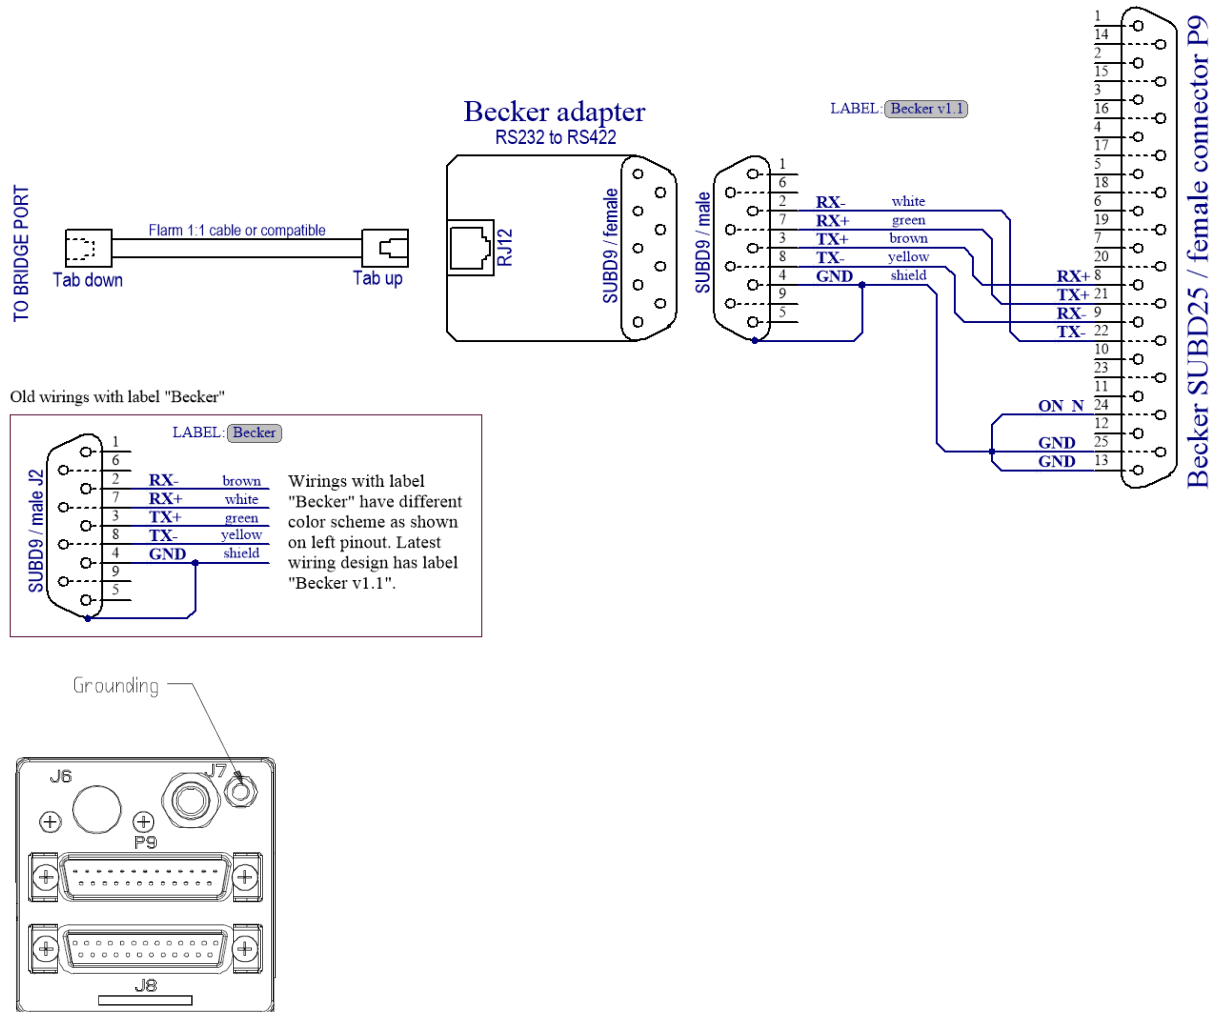 Becker adapter
RS232 to RS422
LABEL: Becker v1.1
TO BRIDGE PORT
Flarm 1:1 cable or compatible
Tab down
Tab up
RJ12
SUBD9 / female
SUBD9 / male
1
6
2 RX- white
7 RX+ green
3 TX+ brown
8 TX- yellow
4 GND shield
9
5
1
14
2
15
3
16
4
17
5
18
6
19
7
20
RX+ 8
TX+ 21
RX- 9
TX- 22
10
23
11
ON_N 24
12
GND 25
GND 13
Becker SUBD25 / female connector P9
Old wirings with label "Becker"
LABEL: Becker
SUBD9 / male J2
1
6
2 RX- brown
7 RX+ white
3 TX+ green
8 TX- yellow
4 GND shield
9
5
Wirings with label
"Becker" have different
color scheme as shown
on left pinout. Latest
wiring design has label
"Becker v1.1".
Grounding
J6
J7
P9
J8